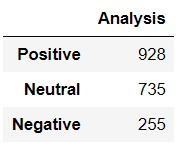 Analysis
Positive 928
Neutral 735
Negative 255